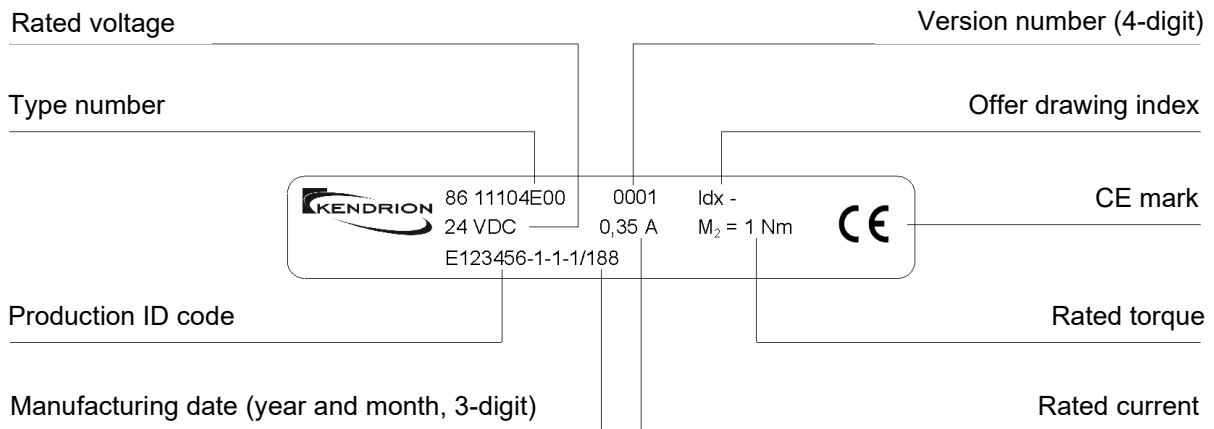 Rated voltage
Version number (4-digit)
Type number
Offer drawing index
KENDRION
86 11104E00 0001 Idx -
24 VDC 0,35 A M₂ = 1 Nm
E123456-1-1-1/188
CE
CE mark
Production ID code
Rated torque
Manufacturing date (year and month, 3-digit)
Rated current